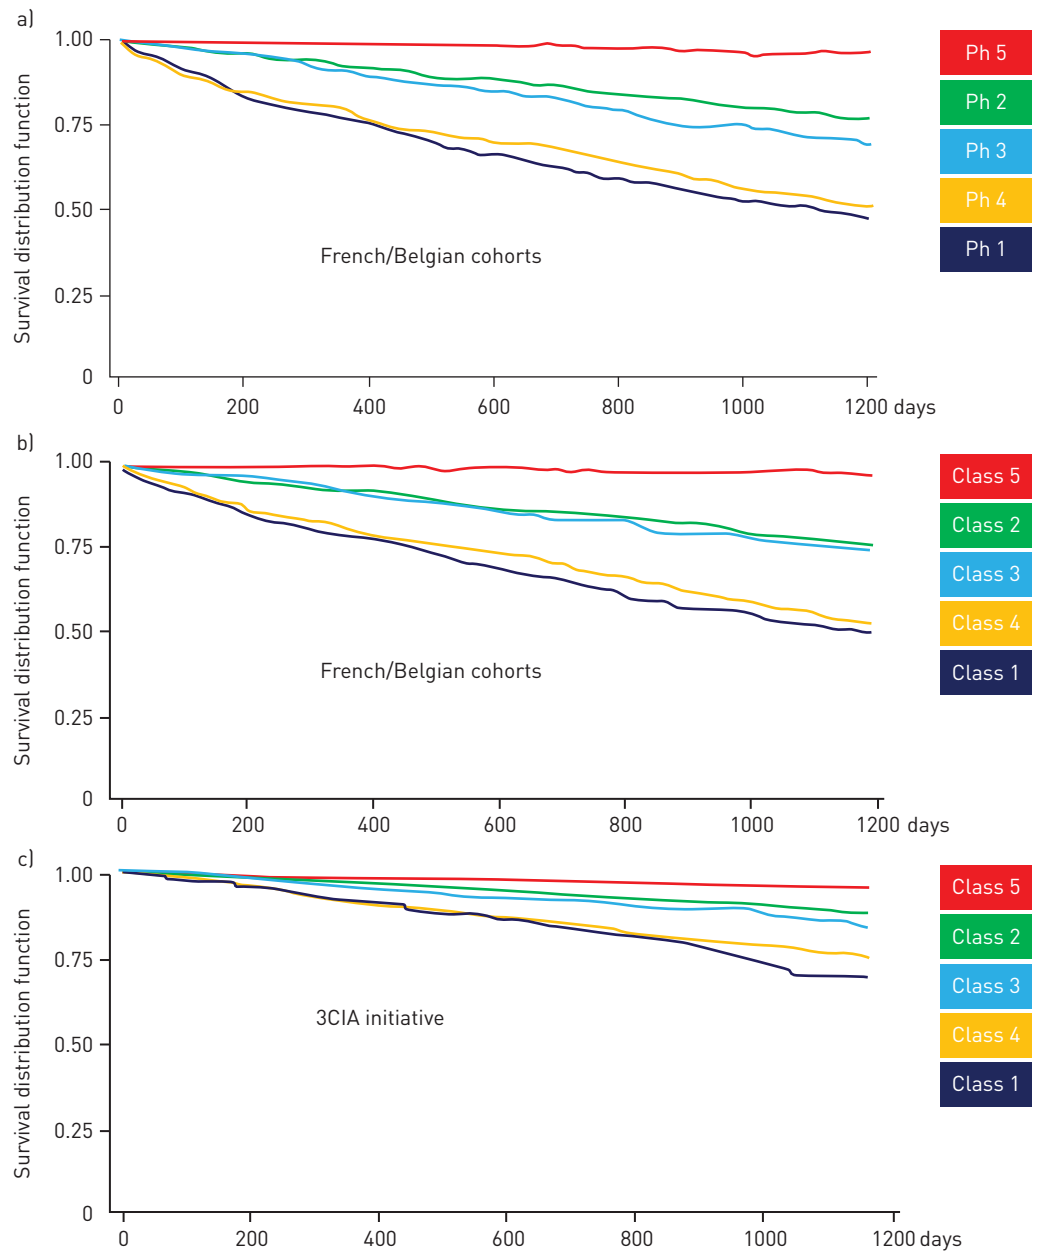 a)
1.00
0.75
0.50
0.25
0
Survival distribution function
French/Belgian cohorts
0 200 400 600 800 1000 1200 days
Ph 5
Ph 2
Ph 3
Ph 4
Ph 1
b)
1.00
0.75
0.50
0.25
0
Survival distribution function
French/Belgian cohorts
0 200 400 600 800 1000 1200 days
Class 5
Class 2
Class 3
Class 4
Class 1
c)
1.00
0.75
0.50
0.25
0
Survival distribution function
3CIA initiative
0 200 400 600 800 1000 1200 days
Class 5
Class 2
Class 3
Class 4
Class 1